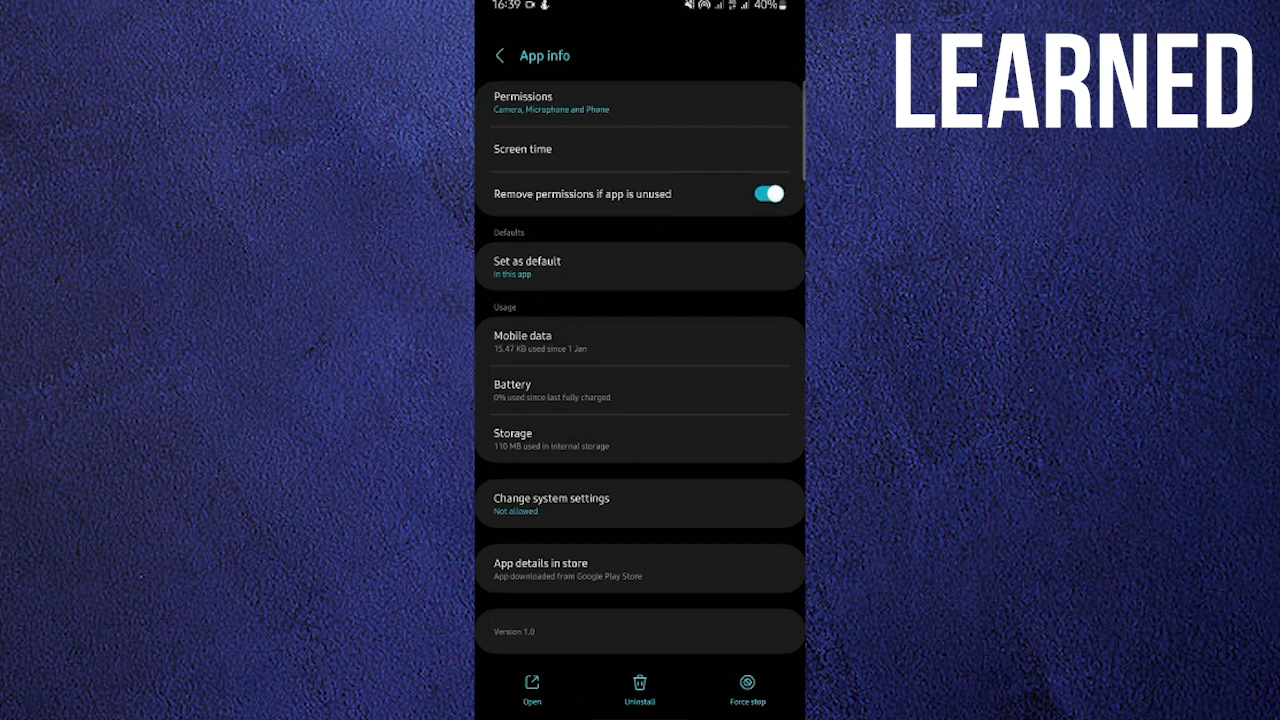 16:39
40%
LEARNED
App info
Permissions
Camera, Microphone and Phone
Screen time
Remove permissions if app is unused
Defaults
Set as default
In this app
Usage
Mobile data
15.47 KB used since 1 Jan
Battery
0% used since last fully charged
Storage
110 MB used in Internal storage
Change system settings
Not allowed
App details in store
App downloaded from Google Play Store
Version 1.0
Open
Uninstall
Force stop